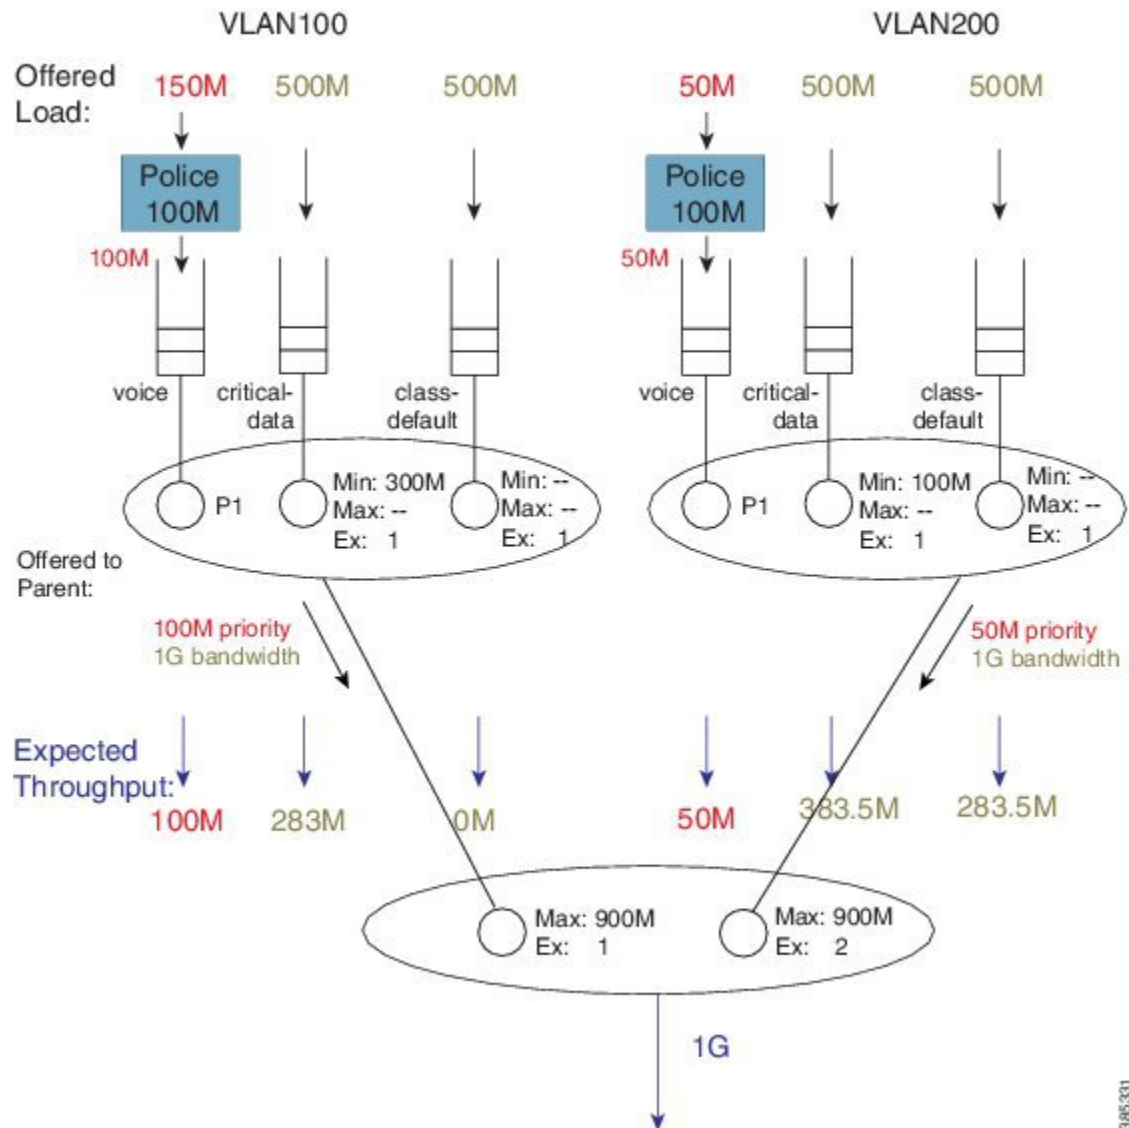 VLAN100
VLAN200
Offered
Load:
150M
500M
500M
50M
500M
500M
Police
100M
Police
100M
100M
50M
voice
critical-
data
class-
default
voice
critical-
data
class-
default
P1
Min: 300M
Max: --
Ex: 1
Min: --
Max: --
Ex: 1
P1
Min: 100M
Max: --
Ex: 1
Min: --
Max: --
Ex: 1
Offered to
Parent:
100M priority
1G bandwidth
50M priority
1G bandwidth
Expected
Throughput:
100M
283M
0M
50M
383.5M
283.5M
Max: 900M
Ex: 1
Max: 900M
Ex: 2
1G
385331